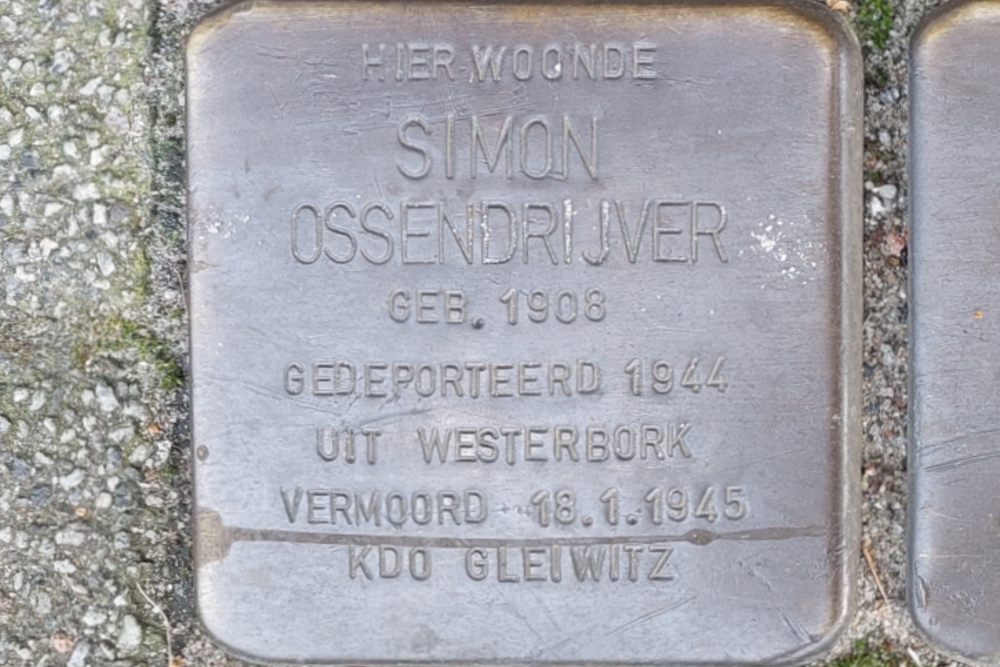 HIER WOONDE
SIMON
OSSENDRIJVER
GEB. 1908
GEDEPORTEERD 1944
UIT WESTERBORK
VERMOORD 18.1.1945
KDO GLEIWITZ